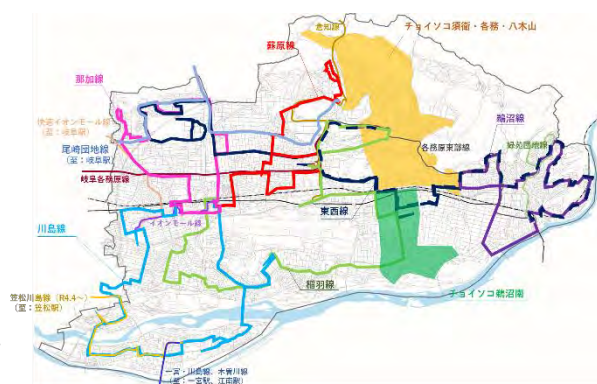 倉知線
チョイソコ須衛・各務・八木山
蘇原線
那加線
鵜沼線
快速イオンモール線
(至:岐阜駅)
尾崎団地線
(至:岐阜駅)
緑苑団地線
各務原東部線
岐阜各務原線
東西線
イオンモール線
川島線
稲羽線
チョイソコ鵜沼南
笠松川島線(R4.4~)
(至:笠松駅)
一宮・川島線、木曽川線
(至:一宮駅、江南駅)